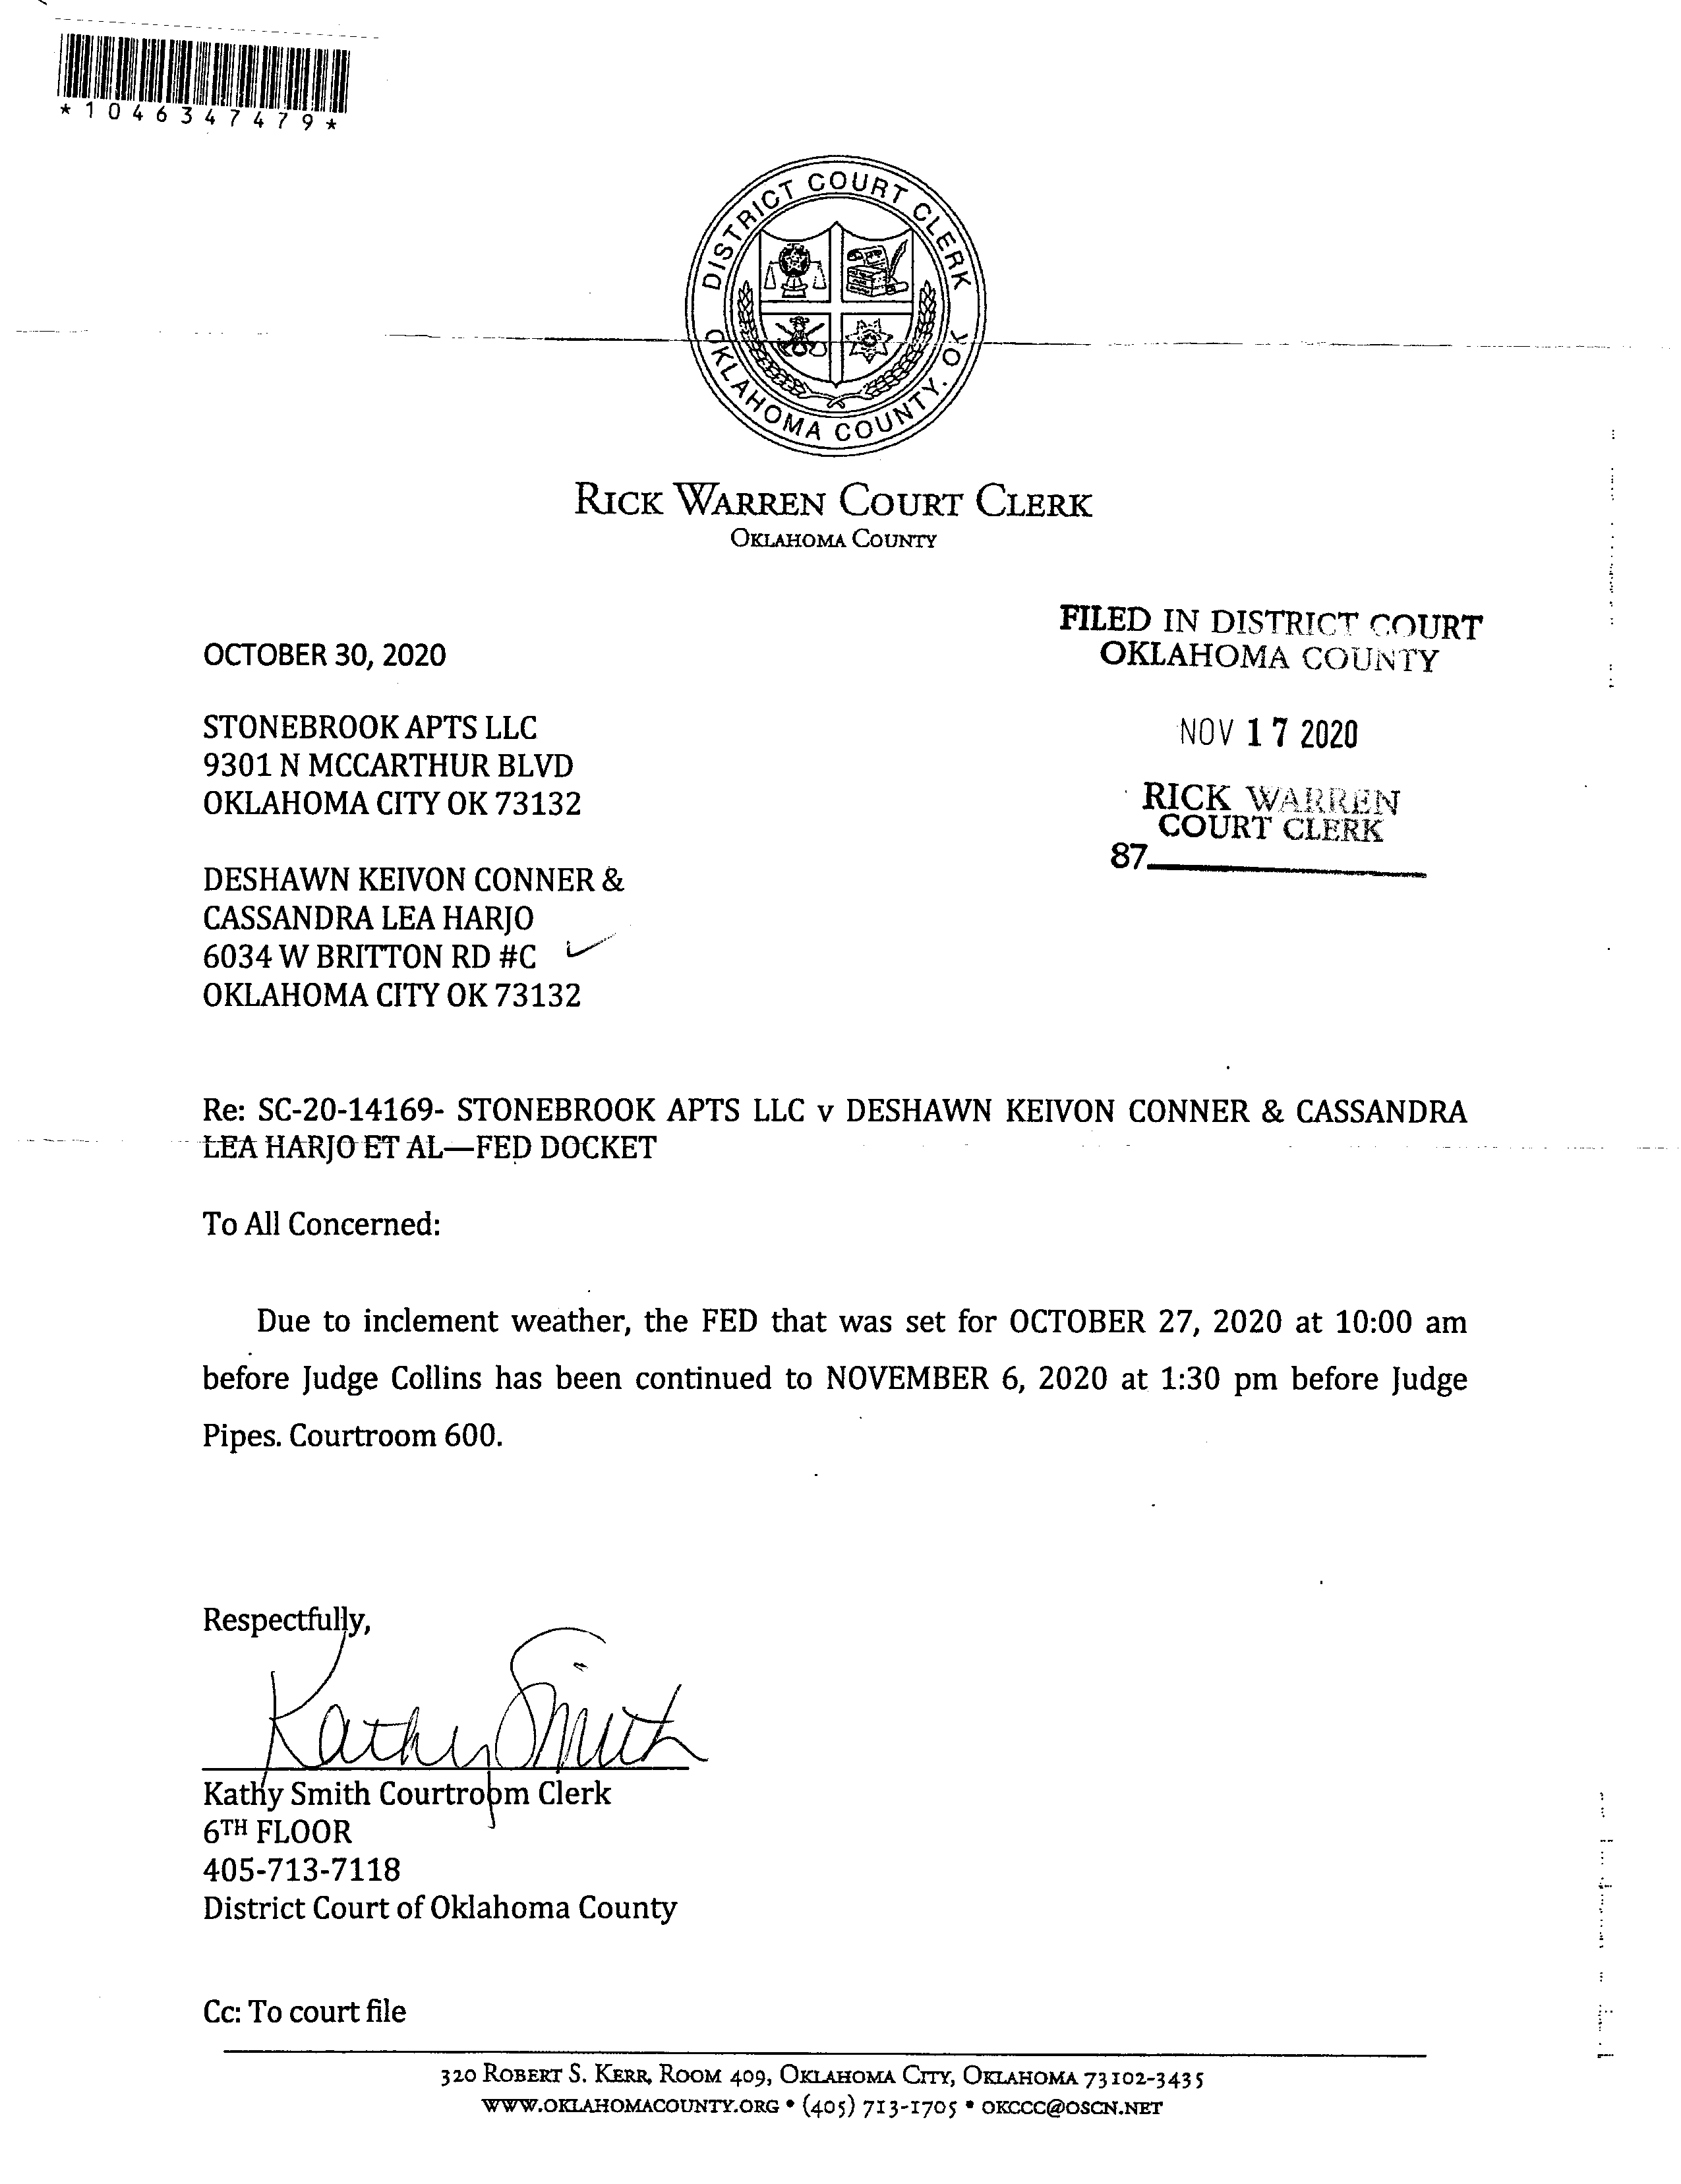 *1046347479*
DISTRICT COURT CLERK
OKLAHOMA COUNTY, OK
RICK WARREN COURT CLERK
OKLAHOMA COUNTY
FILED IN DISTRICT COURT
OKLAHOMA COUNTY
OCTOBER 30, 2020
NOV 17 2020
STONEBROOK APTS LLC
9301 N MCCARTHUR BLVD
OKLAHOMA CITY OK 73132
RICK WARREN
COURT CLERK
87
DESHAWN KEIVON CONNER &
CASSANDRA LEA HARJO
6034 W BRITTON RD #C
OKLAHOMA CITY OK 73132
Re: SC-20-14169- STONEBROOK APTS LLC v DESHAWN KEIVON CONNER & CASSANDRA
LEA HARJO ET AL—FED DOCKET
To All Concerned:
Due to inclement weather, the FED that was set for OCTOBER 27, 2020 at 10:00 am
before Judge Collins has been continued to NOVEMBER 6, 2020 at 1:30 pm before Judge
Pipes. Courtroom 600.
Respectfully,
Kathy Smith
Kathy Smith Courtroom Clerk
6TH FLOOR
405-713-7118
District Court of Oklahoma County
Cc: To court file
320 ROBERT S. KERR, ROOM 409, OKLAHOMA CITY, OKLAHOMA 73102-3435
WWW.OKLAHOMACOUNTY.ORG • (405) 713-1705 • OKCCC@OSCN.NET